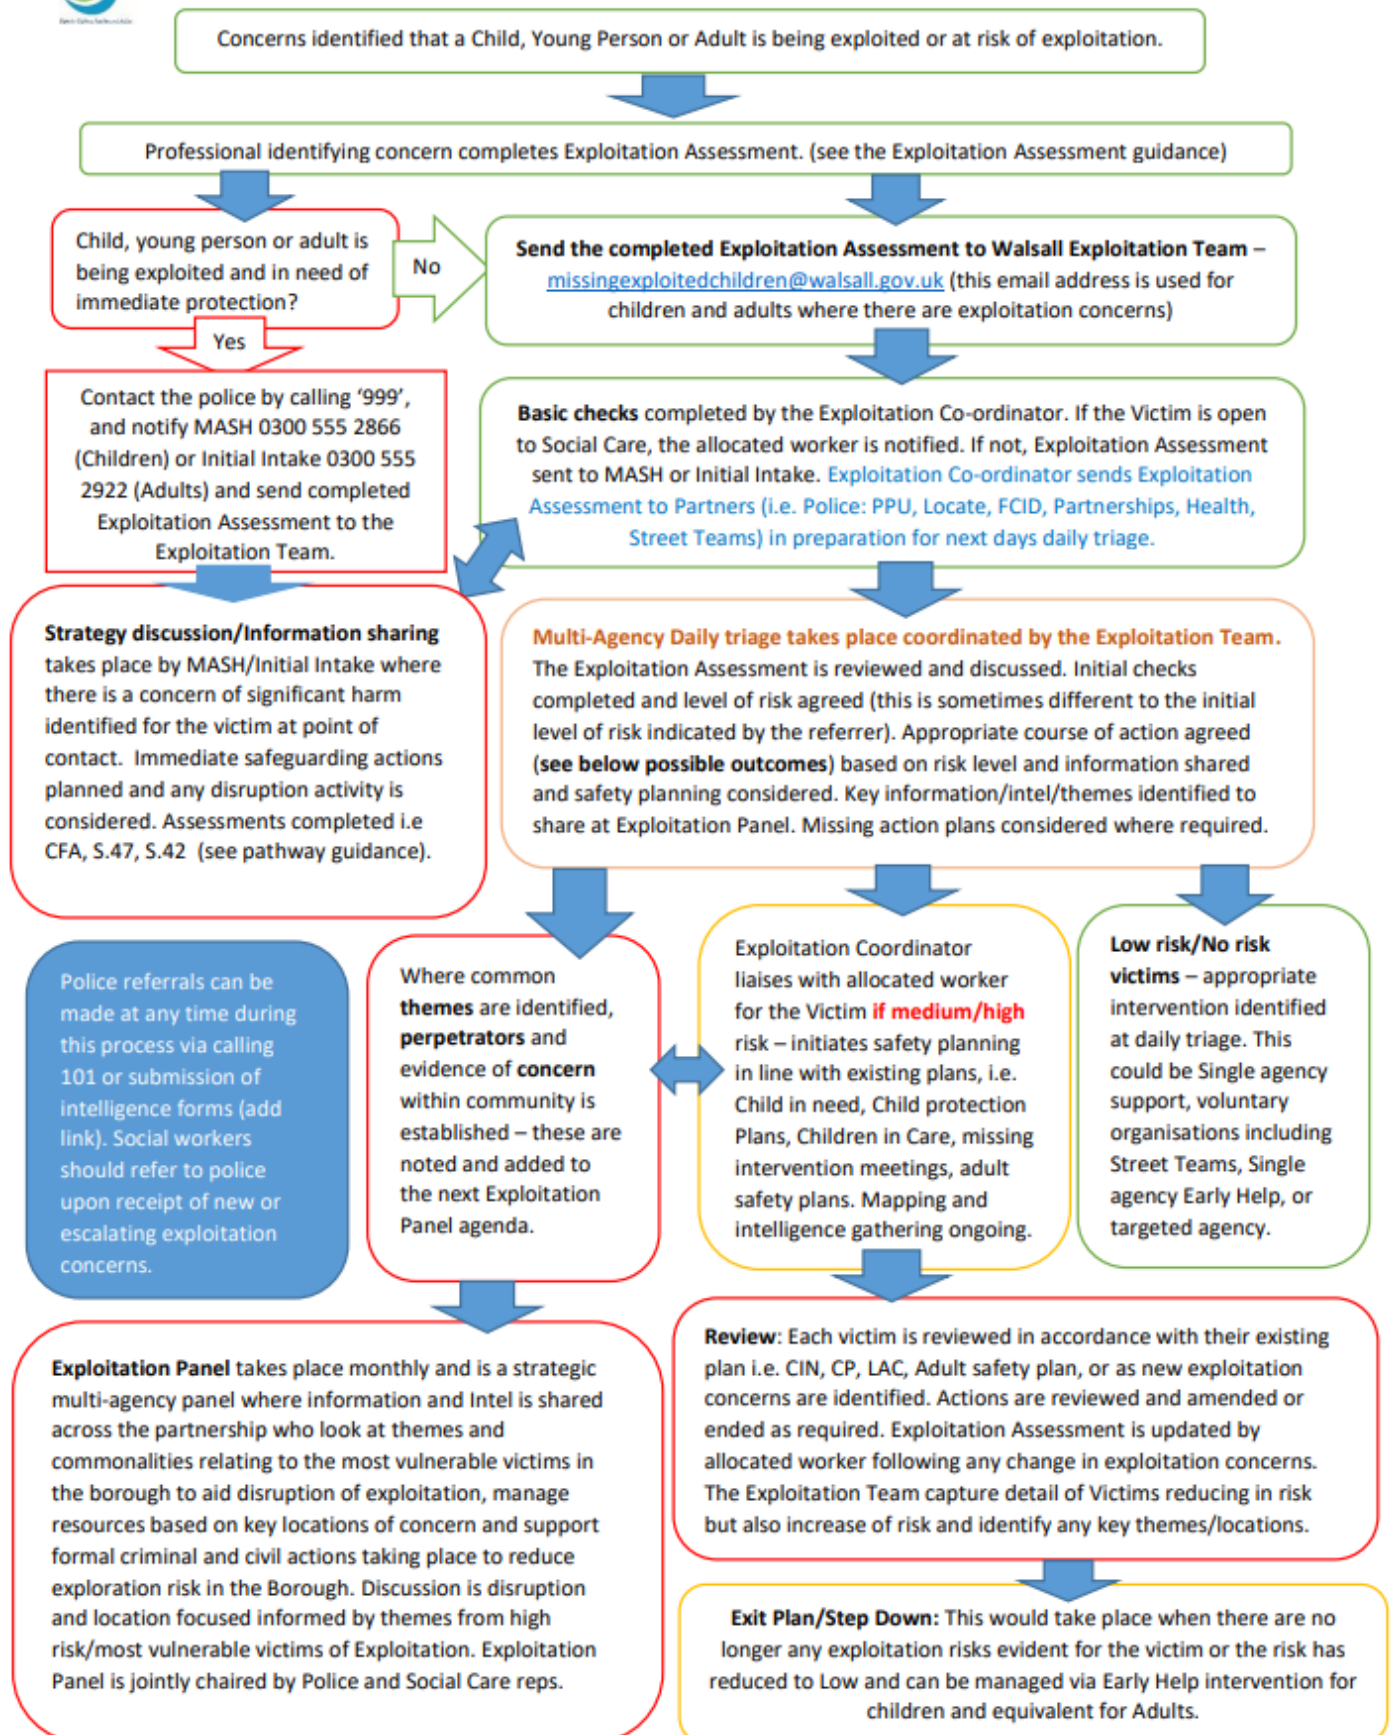 Concerns identified that a Child, Young Person or Adult is being exploited or at risk of exploitation.
Professional identifying concern completes Exploitation Assessment. (see the Exploitation Assessment guidance)
Child, young person or adult is
being exploited and in need of
immediate protection?
No
Send the completed Exploitation Assessment to Walsall Exploitation Team –
missingexploitedchildren@walsall.gov.uk (this email address is used for
children and adults where there are exploitation concerns)
Yes
Contact the police by calling ‘999’,
and notify MASH 0300 555 2866
(Children) or Initial Intake 0300 555
2922 (Adults) and send completed
Exploitation Assessment to the
Exploitation Team.
Basic checks completed by the Exploitation Co-ordinator. If the Victim is open
to Social Care, the allocated worker is notified. If not, Exploitation Assessment
sent to MASH or Initial Intake. Exploitation Co-ordinator sends Exploitation
Assessment to Partners (i.e. Police: PPU, Locate, FCID, Partnerships, Health,
Street Teams) in preparation for next days daily triage.
Strategy discussion/Information sharing
takes place by MASH/Initial Intake where
there is a concern of significant harm
identified for the victim at point of
contact. Immediate safeguarding actions
planned and any disruption activity is
considered. Assessments completed i.e
CFA, S.47, S.42 (see pathway guidance).
Multi-Agency Daily triage takes place coordinated by the Exploitation Team.
The Exploitation Assessment is reviewed and discussed. Initial checks
completed and level of risk agreed (this is sometimes different to the initial
level of risk indicated by the referrer). Appropriate course of action agreed
(see below possible outcomes) based on risk level and information shared
and safety planning considered. Key information/intel/themes identified to
share at Exploitation Panel. Missing action plans considered where required.
Police referrals can be
made at any time during
this process via calling
101 or submission of
intelligence forms (add
link). Social workers
should refer to police
upon receipt of new or
escalating exploitation
concerns.
Where common
themes are identified,
perpetrators and
evidence of concern
within community is
established – these are
noted and added to
the next Exploitation
Panel agenda.
Exploitation Coordinator
liaises with allocated worker
for the Victim if medium/high
risk – initiates safety planning
in line with existing plans, i.e.
Child in need, Child protection
Plans, Children in Care, missing
intervention meetings, adult
safety plans. Mapping and
intelligence gathering ongoing.
Low risk/No risk
victims – appropriate
intervention identified
at daily triage. This
could be Single agency
support, voluntary
organisations including
Street Teams, Single
agency Early Help, or
targeted agency.
Exploitation Panel takes place monthly and is a strategic
multi-agency panel where information and Intel is shared
across the partnership who look at themes and
commonalities relating to the most vulnerable victims in
the borough to aid disruption of exploitation, manage
resources based on key locations of concern and support
formal criminal and civil actions taking place to reduce
exploration risk in the Borough. Discussion is disruption
and location focused informed by themes from high
risk/most vulnerable victims of Exploitation. Exploitation
Panel is jointly chaired by Police and Social Care reps.
Review: Each victim is reviewed in accordance with their existing
plan i.e. CIN, CP, LAC, Adult safety plan, or as new exploitation
concerns are identified. Actions are reviewed and amended or
ended as required. Exploitation Assessment is updated by
allocated worker following any change in exploitation concerns.
The Exploitation Team capture detail of Victims reducing in risk
but also increase of risk and identify any key themes/locations.
Exit Plan/Step Down: This would take place when there are no
longer any exploitation risks evident for the victim or the risk has
reduced to Low and can be managed via Early Help intervention for
children and equivalent for Adults.